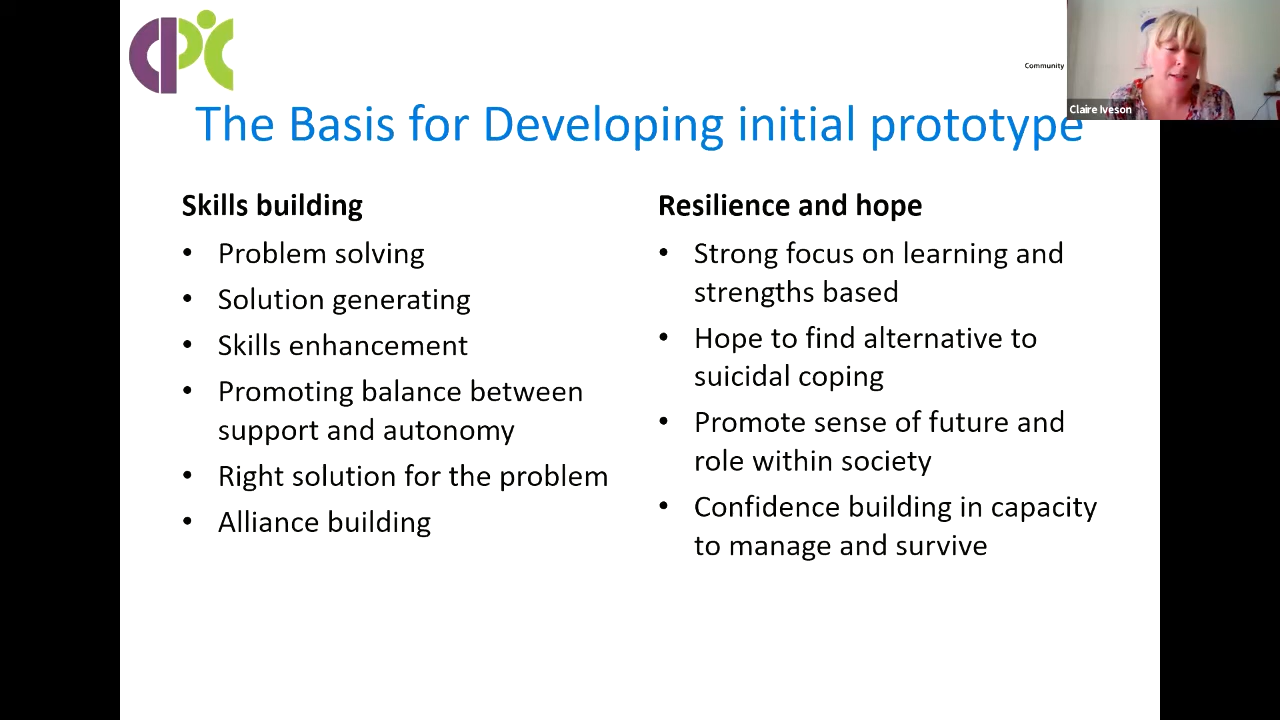 CPC
Community
Claire Iveson
The Basis for Developing initial prototype
Skills building
• Problem solving
• Solution generating
• Skills enhancement
• Promoting balance between
support and autonomy
• Right solution for the problem
• Alliance building
Resilience and hope
• Strong focus on learning and
strengths based
• Hope to find alternative to
suicidal coping
• Promote sense of future and
role within society
• Confidence building in capacity
to manage and survive